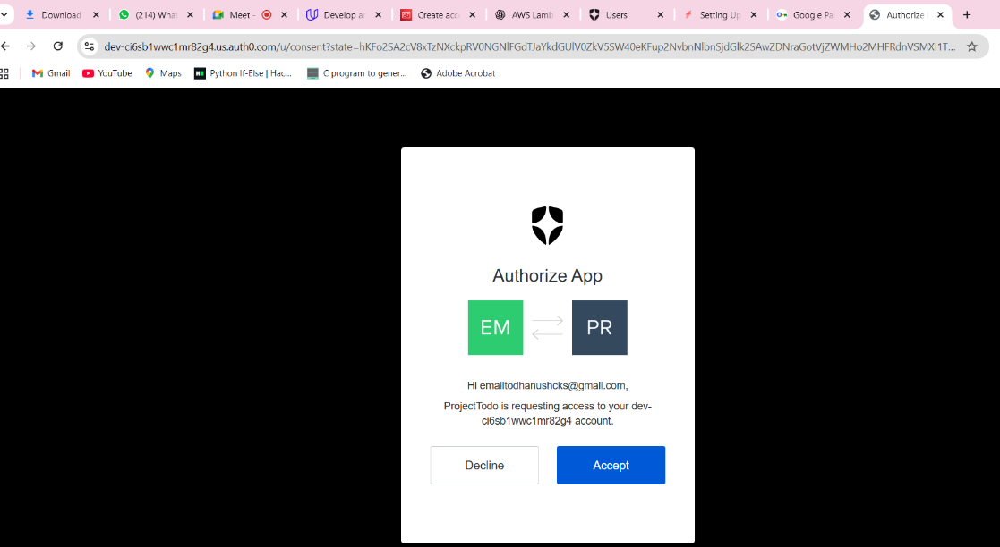 Download
(214) What
Meet -
Develop an
Create acc
AWS Lamb
Users
Setting Up
Google Pa
Authorize
dev-ci6sb1wwc1mr82g4.us.auth0.com/u/consent?state=
Gmail
YouTube
Maps
Python If-Else | Hac...
C program to gener...
Adobe Acrobat
Authorize App
EM
PR
Hi emailtodhanushcks@gmail.com,
ProjectTodo is requesting access to your dev-
ci6sb1wwc1mr82g4 account.
Decline
Accept